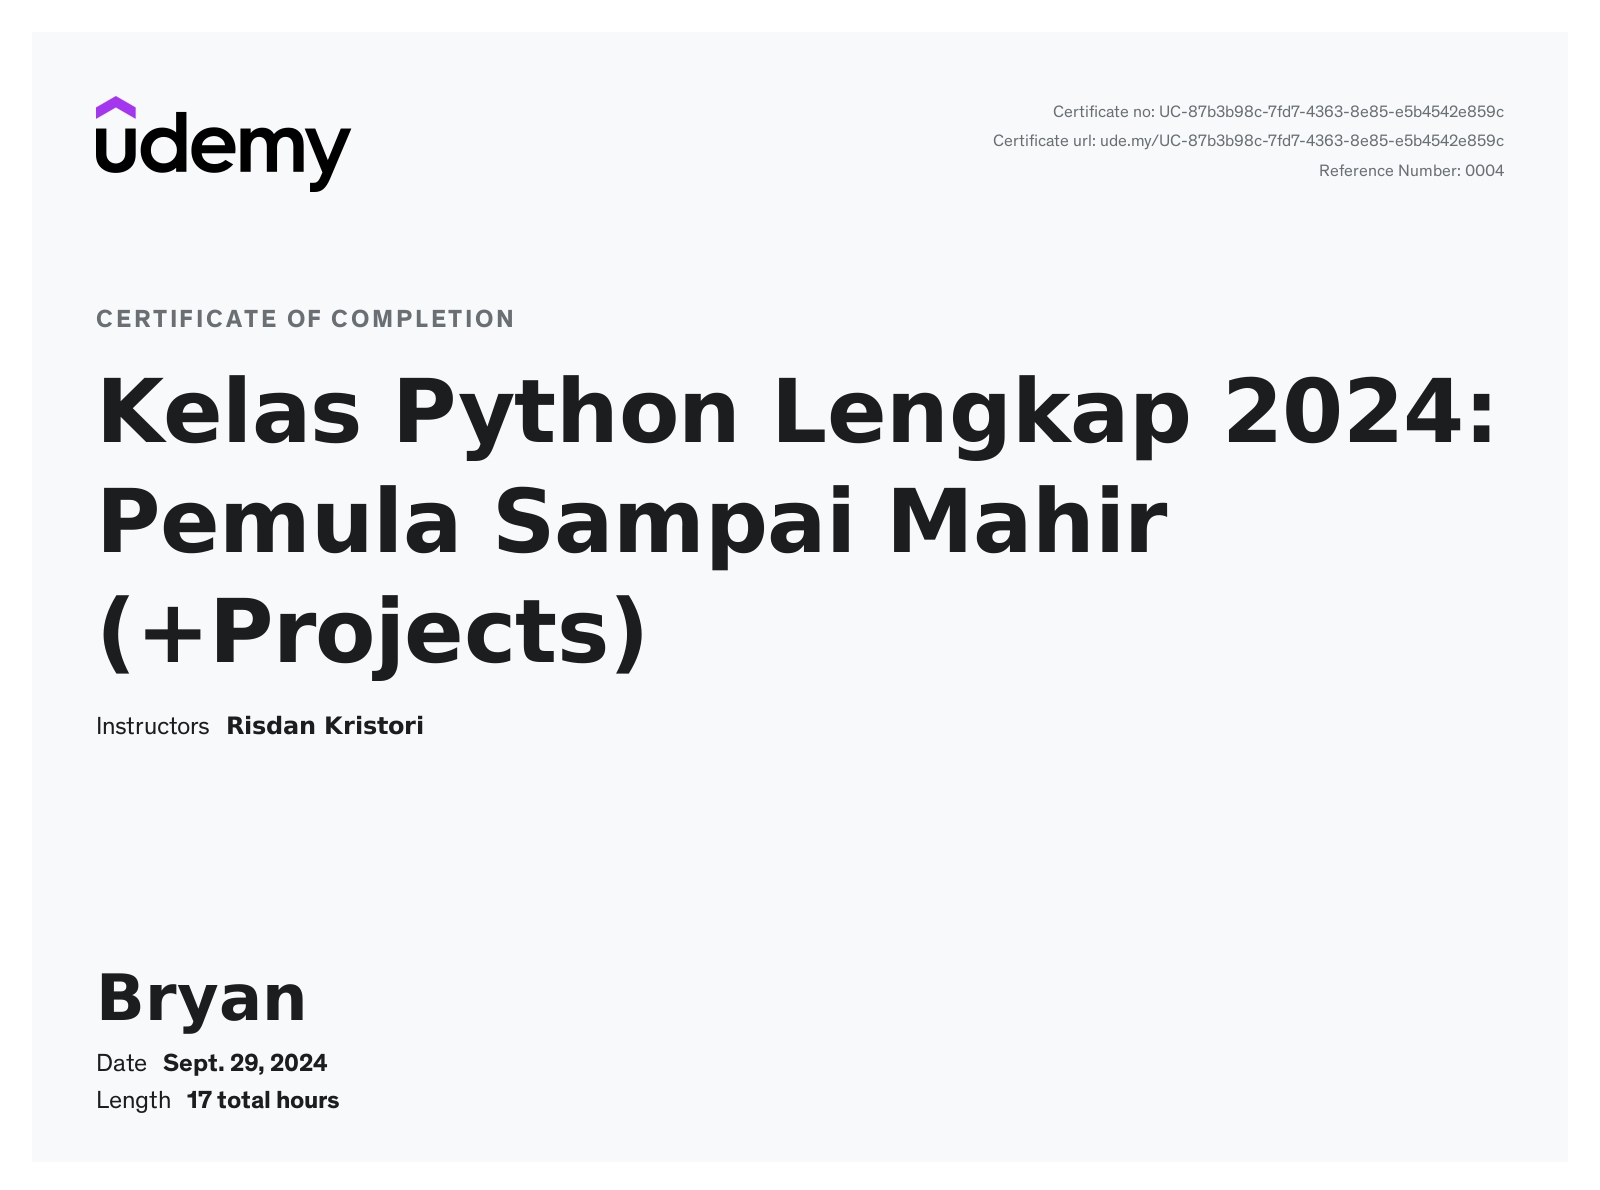 udemy
Certificate no: UC-87b3b98c-7fd7-4363-8e85-e5b4542e859c
Certificate url: ude.my/UC-87b3b98c-7fd7-4363-8e85-e5b4542e859c
Reference Number: 0004
CERTIFICATE OF COMPLETION
Kelas Python Lengkap 2024:
Pemula Sampai Mahir
(+Projects)
Instructors Risdan Kristori
Bryan
Date Sept. 29, 2024
Length 17 total hours